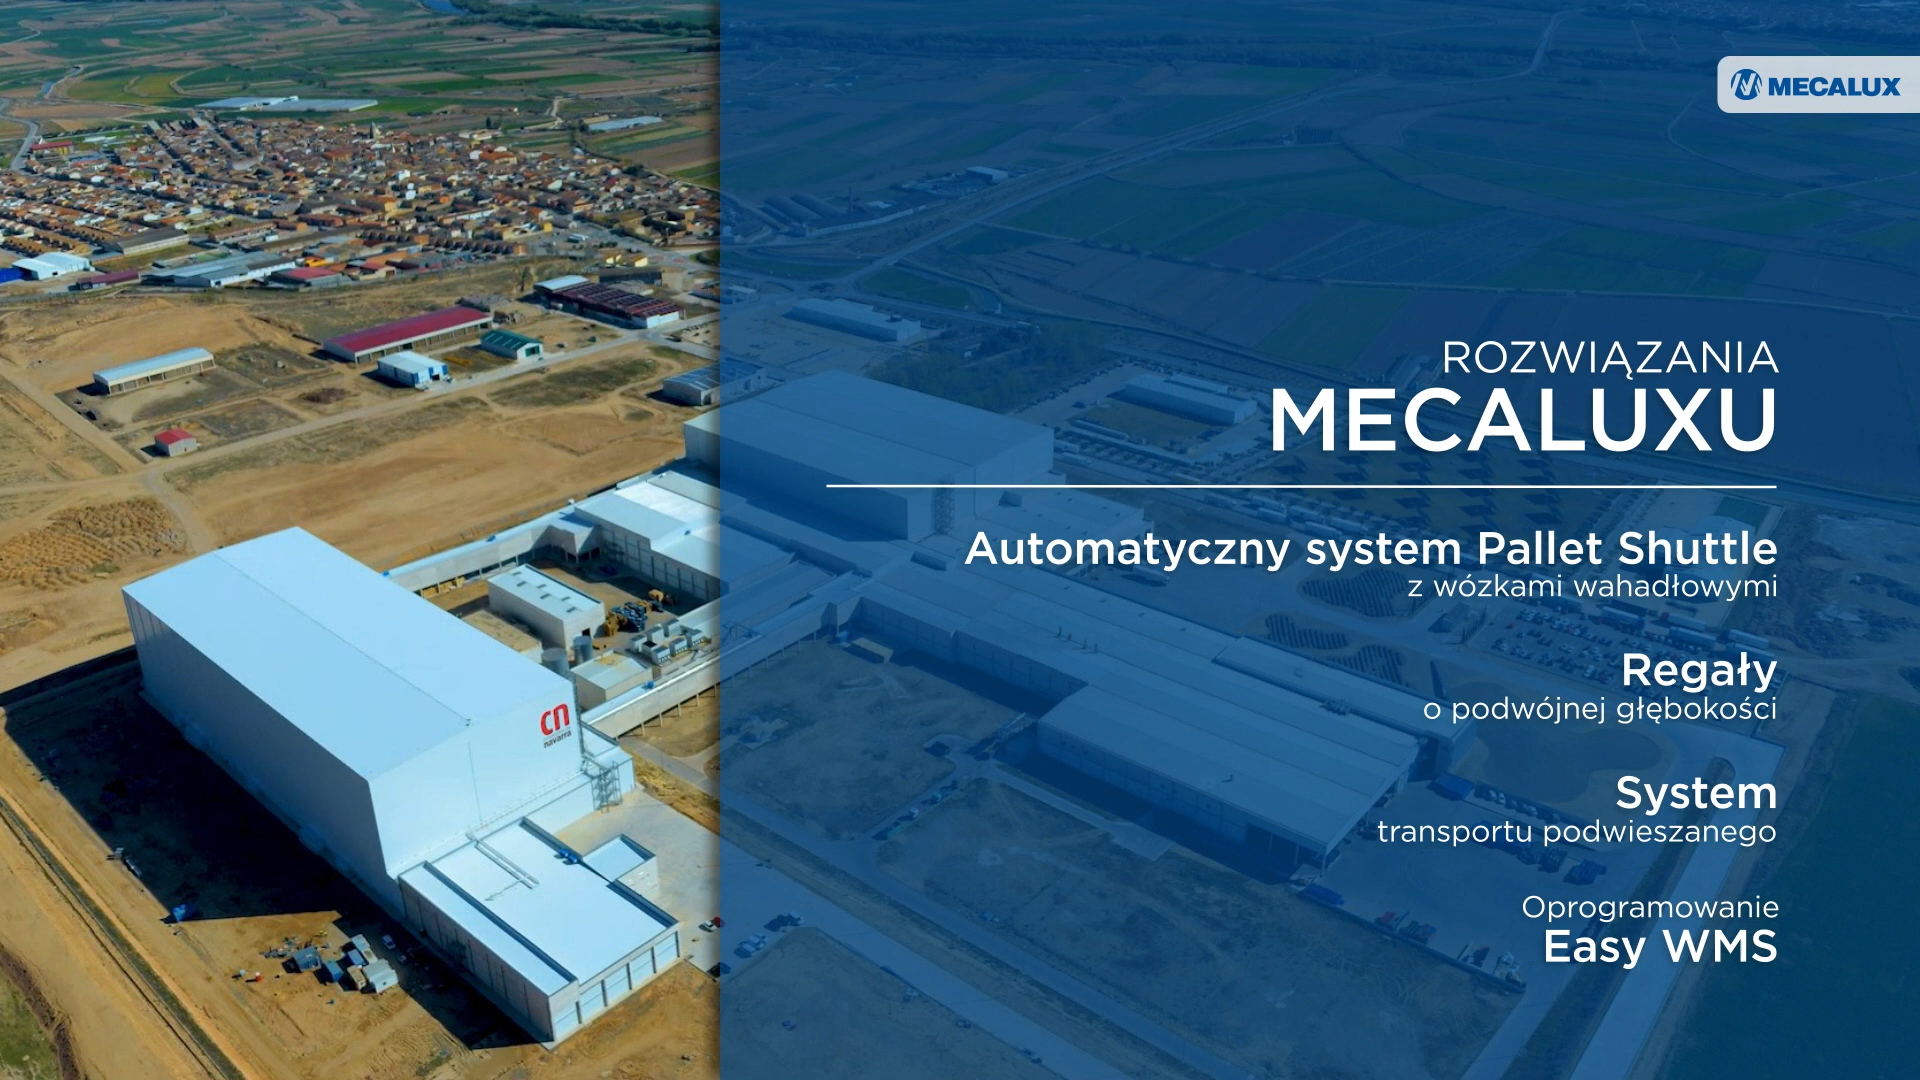 MECALUX
ROZWIĄZANIA
MECALUXU
Automatyczny system Pallet Shuttle
z wózkami wahadłowymi
Regały
o podwójnej głębokości
System
transportu podwieszanego
Oprogramowanie
Easy WMS
cn
navarra